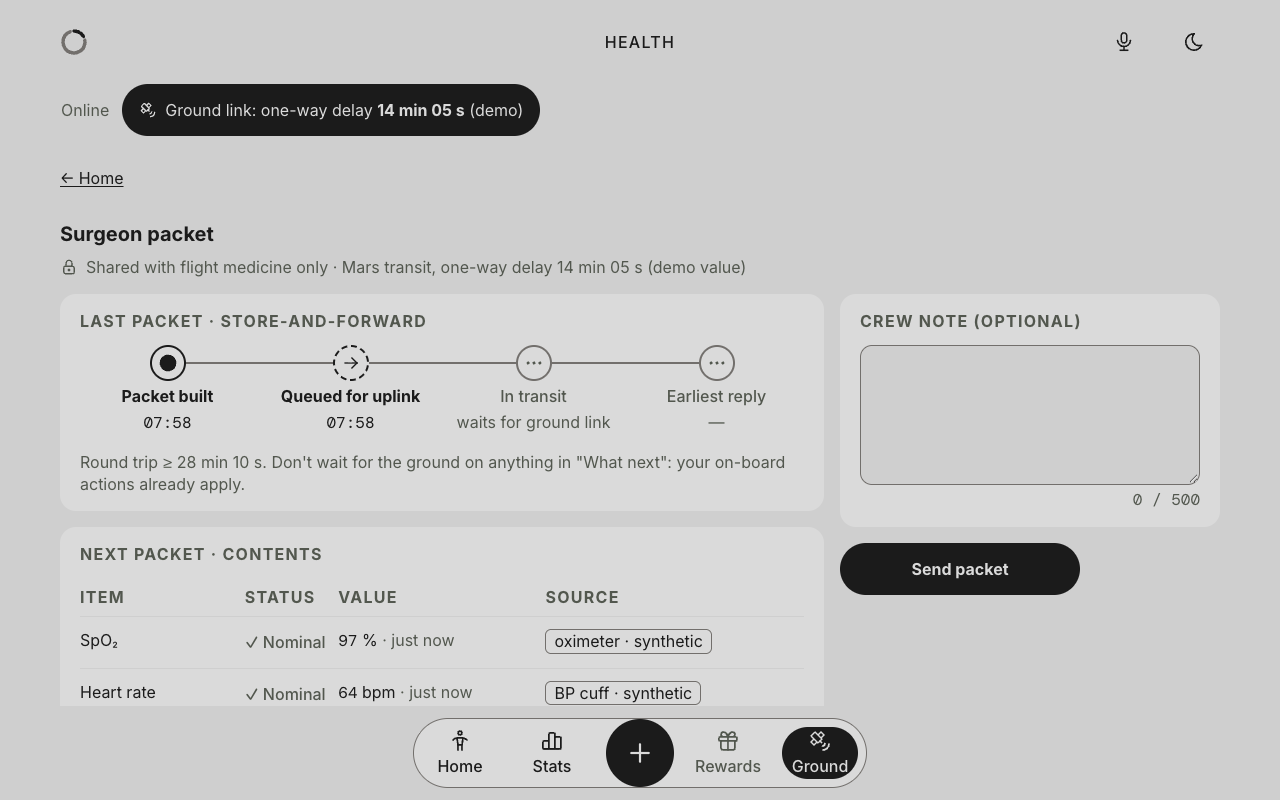 HEALTH
Online
Ground link: one-way delay 14 min 05 s (demo)
← Home
Surgeon packet
Shared with flight medicine only · Mars transit, one-way delay 14 min 05 s (demo value)
LAST PACKET · STORE-AND-FORWARD
Packet built
Queued for uplink
In transit
Earliest reply
07:58
07:58
waits for ground link
—
Round trip ≥ 28 min 10 s. Don't wait for the ground on anything in "What next": your on-board
actions already apply.
CREW NOTE (OPTIONAL)
0 / 500
Send packet
NEXT PACKET · CONTENTS
ITEM STATUS VALUE SOURCE
SpO₂ ✓ Nominal 97 % · just now oximeter · synthetic
Heart rate ✓ Nominal 64 bpm · just now BP cuff · synthetic
Home
Stats
Rewards
Ground